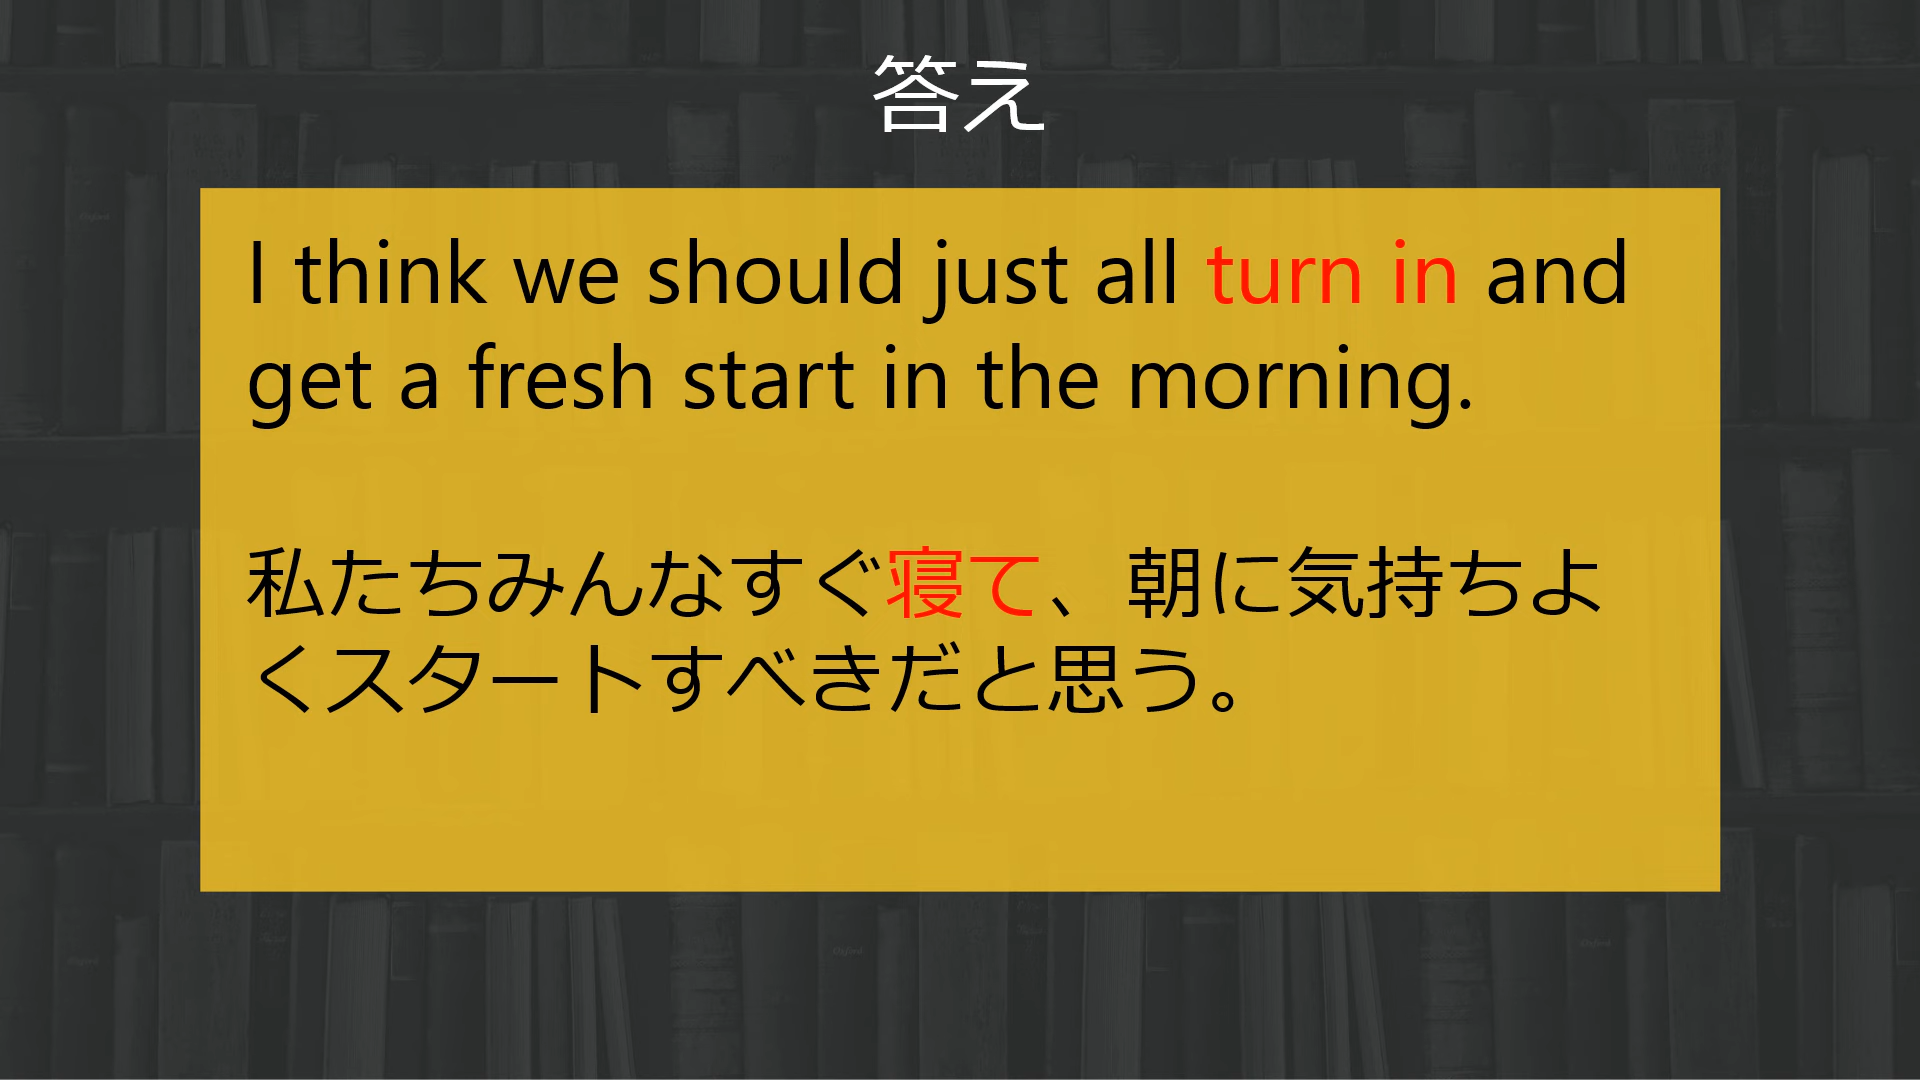 答え
I think we should just all turn in and
get a fresh start in the morning.
私たちみんなすぐ寝て、朝に気持ちよ
くスタートすべきだと思う。